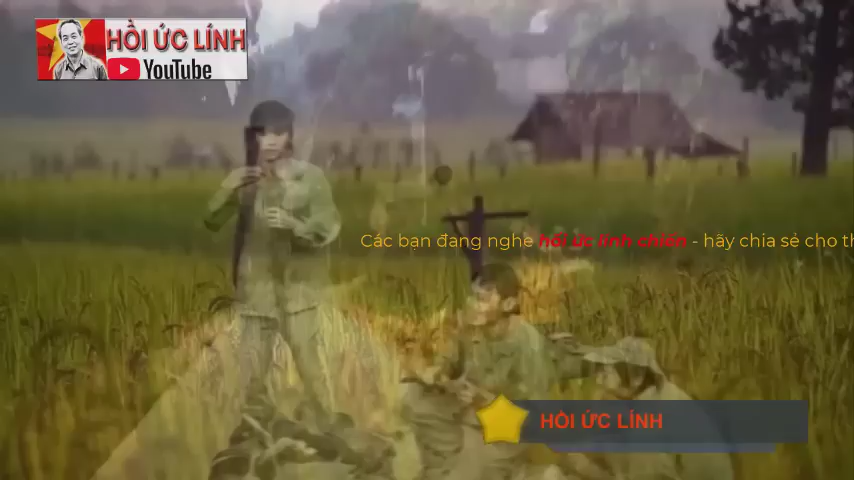 HỒI ỨC LÍNH
YouTube
Các bạn đang nghe hồi ức lính chiến - hãy chia sẻ cho th
HỒI ỨC LÍNH